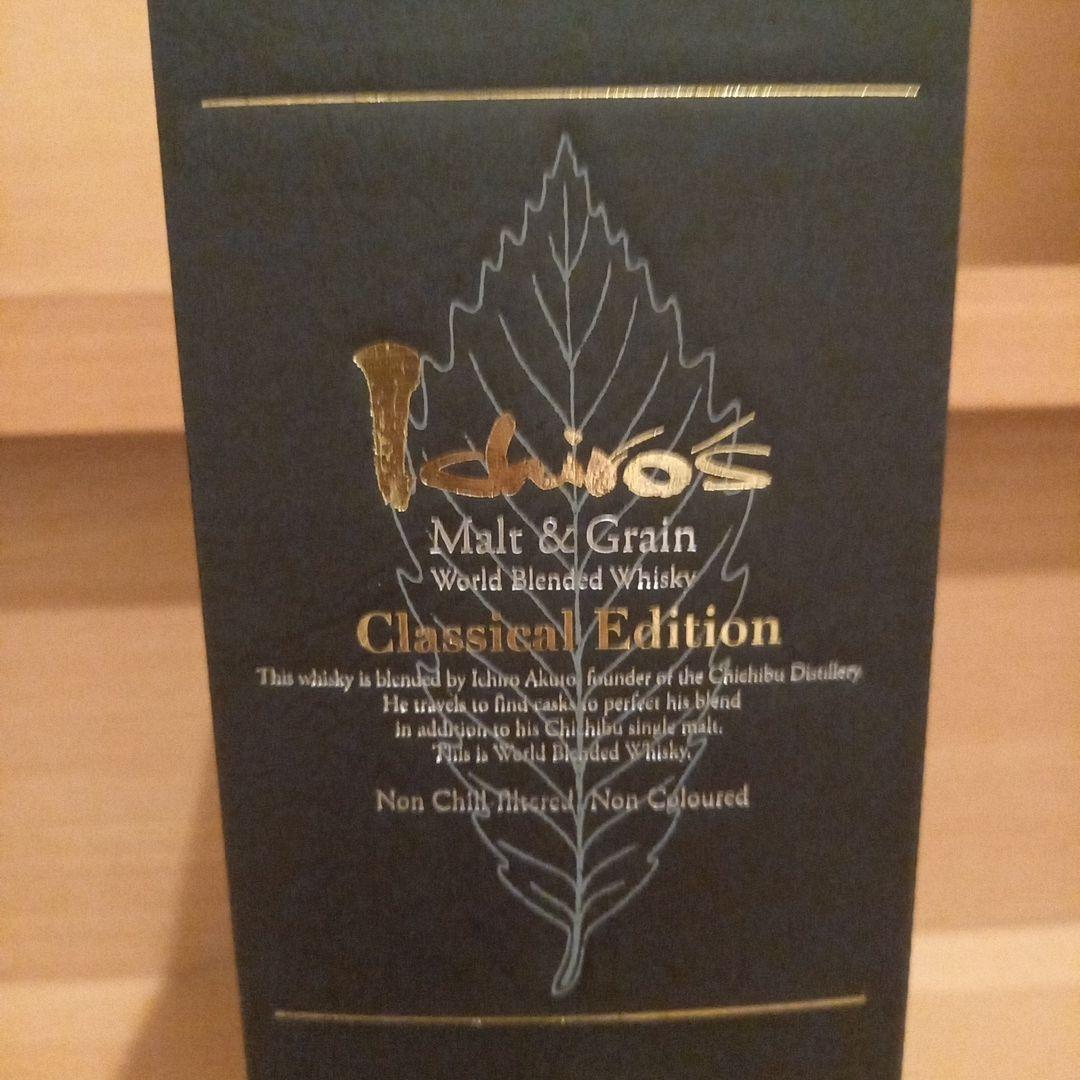 Ichiro's
Malt & Grain
World Blended Whisky
Classical Edition
This whisky is blended by Ichiro Akuto, founder of the Chichibu Distillery.
He travels to find casks to perfect his blend
in addition to his Chichibu single malt.
This is World Blended Whisky.
Non Chill filtered, Non Coloured